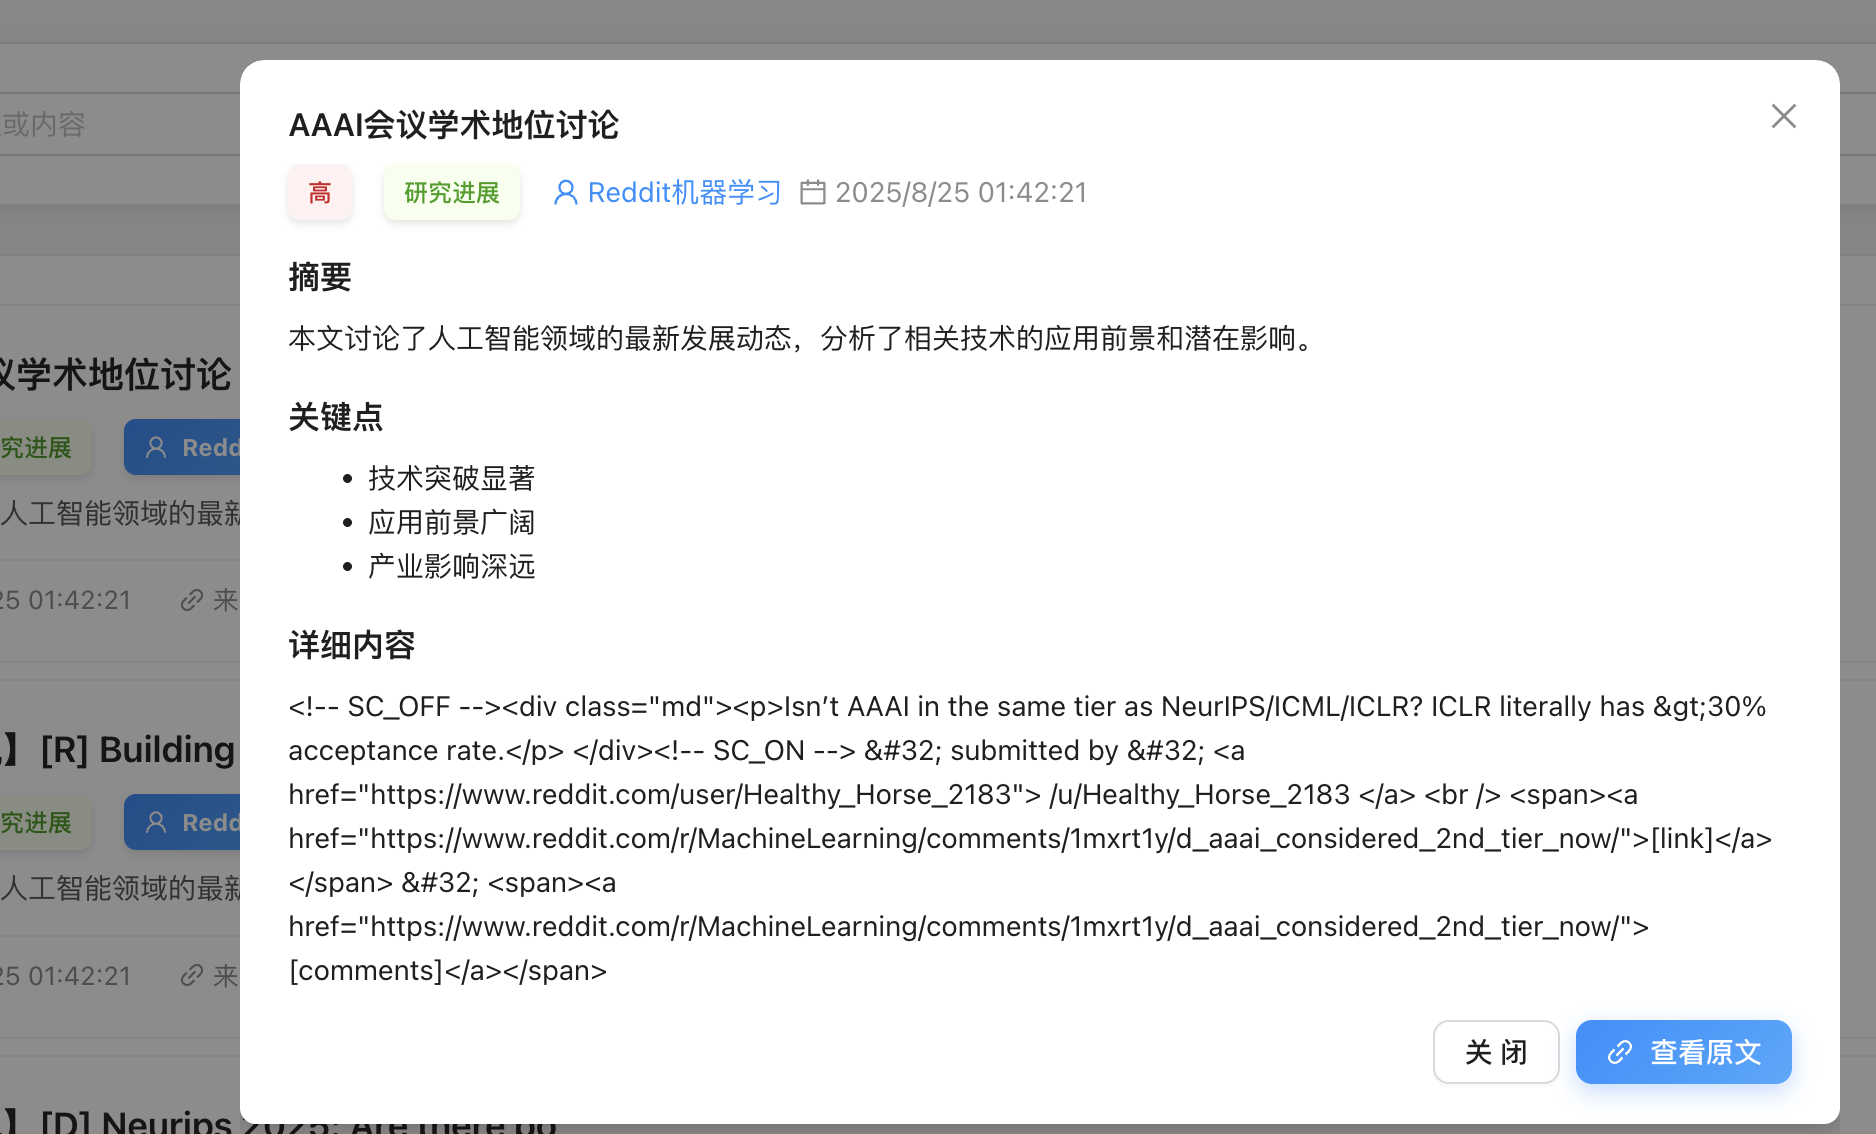 或内容
AAAI会议学术地位讨论
高
研究进展
Reddit机器学习
2025/8/25 01:42:21
摘要
本文讨论了人工智能领域的最新发展动态，分析了相关技术的应用前景和潜在影响。
关键点
• 技术突破显著
• 应用前景广阔
• 产业影响深远
详细内容
<!-- SC_OFF --><div class="md"><p>Isn’t AAAI in the same tier as NeurIPS/ICML/ICLR? ICLR literally has &gt;30%
acceptance rate.</p> </div><!-- SC_ON --> &#32; submitted by &#32; <a
href="https://www.reddit.com/user/Healthy_Horse_2183"> /u/Healthy_Horse_2183 </a> <br /> <span><a
href="https://www.reddit.com/r/MachineLearning/comments/1mxrt1y/d_aaai_considered_2nd_tier_now/">[link]</a>
</span> &#32; <span><a
href="https://www.reddit.com/r/MachineLearning/comments/1mxrt1y/d_aaai_considered_2nd_tier_now/">
[comments]</a></span>
关 闭
查看原文
议学术地位讨论
究进展
Redd
人工智能领域的最新
25 01:42:21
来
】[R] Building
究进展
Redd
人工智能领域的最新
25 01:42:21
来
】[D] Neurips 2025: Are there po